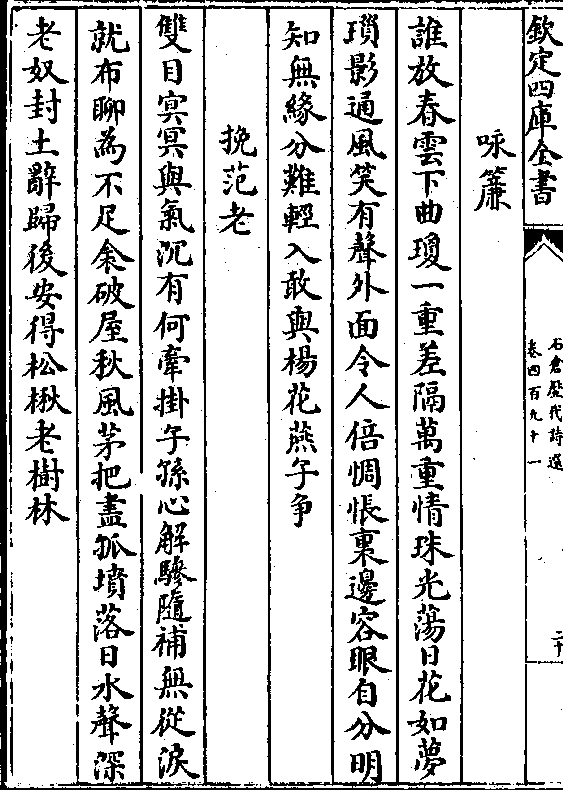 欽定四庫全書
石倉歷代詩選
卷四百九十一
二十
咏簾
誰放春雲下曲瓊一重差隔萬重情珠光蕩日花如夢
瑣影通風笑有聲外面令人倍惆悵裏邊容眼自分明
知無緣分難輕入敢與楊花燕子争
挽范老
雙目㝠冥與氣沉有何牽掛子孫心解驂隨補無從淚
就布聊為不足衾破屋秋風茅把盡孤墳落日水聲深
老奴封土辭歸後安得松楸老樹林